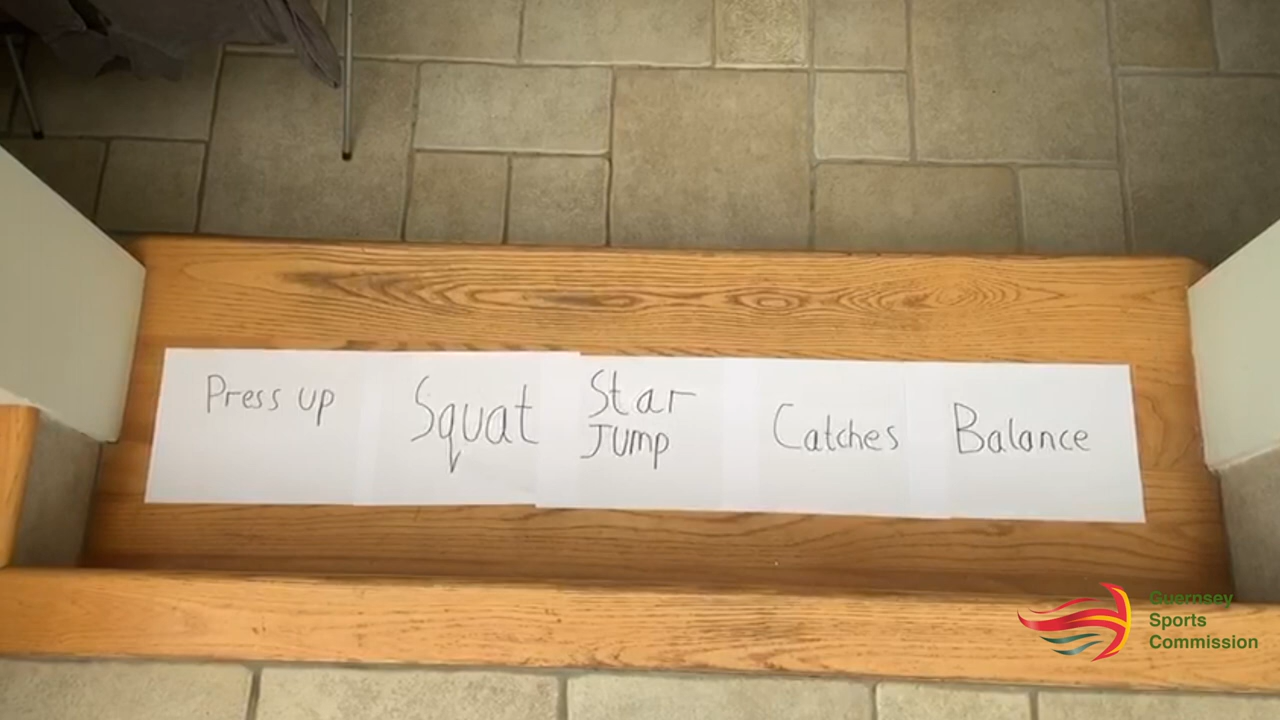 Press up
Squat
Star
Jump
Catches
Balance
Guernsey
Sports
Commission